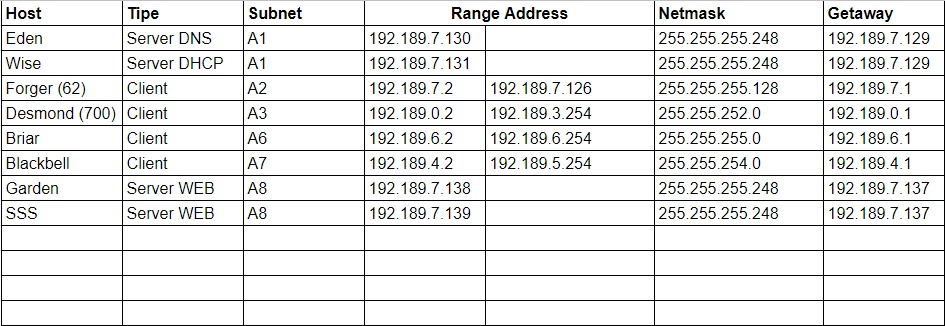 Host Tipe Subnet Range Address Netmask Getaway
Eden Server DNS A1 192.189.7.130 255.255.255.248 192.189.7.129
Wise Server DHCP A1 192.189.7.131 255.255.255.248 192.189.7.129
Forger (62) Client A2 192.189.7.2 192.189.7.126 255.255.255.128 192.189.7.1
Desmond (700) Client A3 192.189.0.2 192.189.3.254 255.255.252.0 192.189.0.1
Briar Client A6 192.189.6.2 192.189.6.254 255.255.255.0 192.189.6.1
Blackbell Client A7 192.189.4.2 192.189.5.254 255.255.254.0 192.189.4.1
Garden Server WEB A8 192.189.7.138 255.255.255.248 192.189.7.137
SSS Server WEB A8 192.189.7.139 255.255.255.248 192.189.7.137